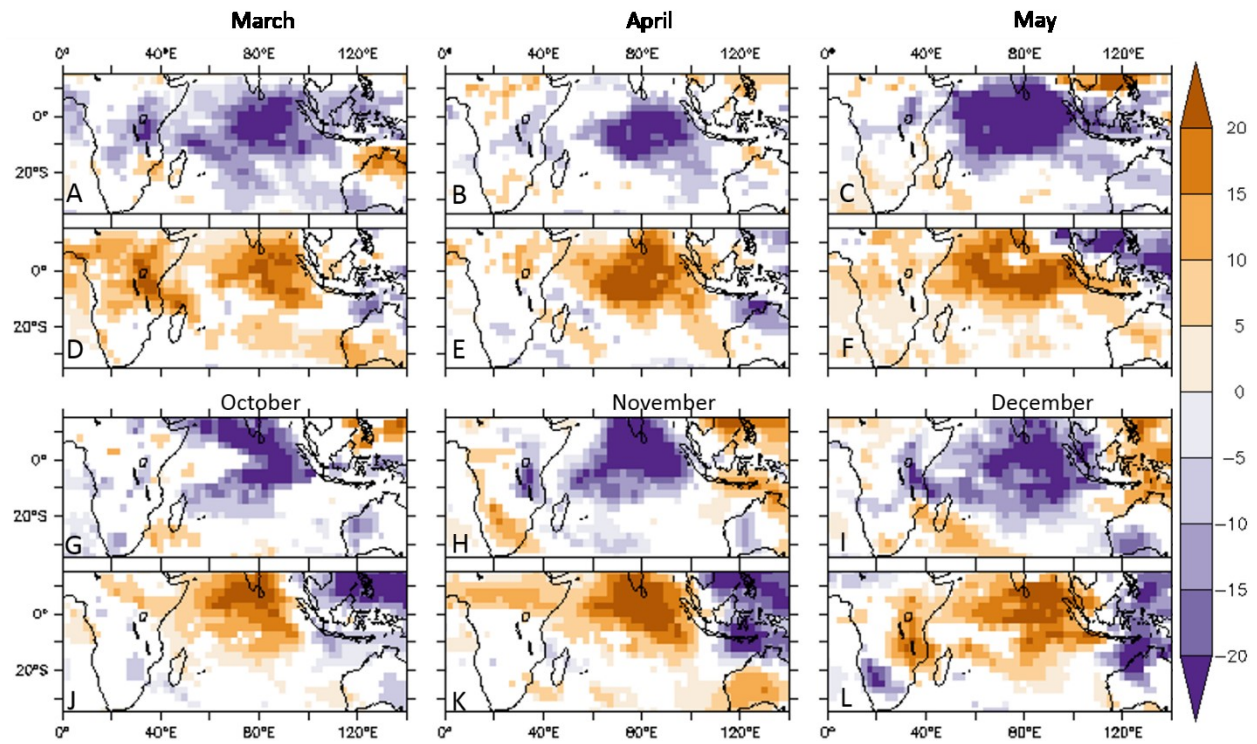 March April May
0° 40°E 80°E 120°E 0° 40°E 80°E 120°E 0° 40°E 80°E 120°E
0° 20°S A B C
0° 20°S D E F
October November December
0° 20°S G H I
0° 20°S J K L
0° 40°E 80°E 120°E 0° 40°E 80°E 120°E 0° 40°E 80°E 120°E
20
15
10
5
0
−5
−10
−15
−20